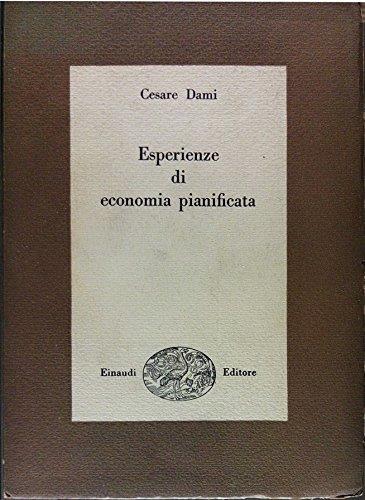 Cesare Dami
Esperienze
di
economia pianificata
Einaudi Editore